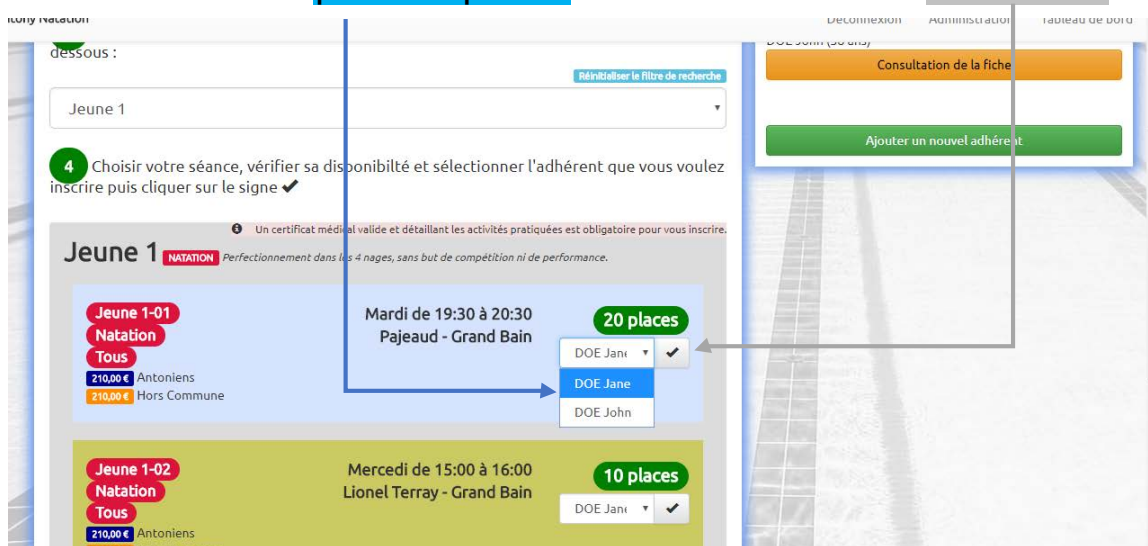 Natation
Déconnexion Administration Tableau de bord
dessous :
Réinitialiser le filtre de recherche
Jeune 1
DOE John
Consultation de la fiche
Ajouter un nouvel adhérent
4 Choisir votre séance, vérifier sa disponibilté et sélectionner l'adhérent que vous voulez
inscrire puis cliquer sur le signe ✔
Un certificat médical valide et détaillant les activités pratiquées est obligatoire pour vous inscrire.
Jeune 1 NATATION Perfectionnement dans les 4 nages, sans but de compétition ni de performance.
Jeune 1-01
Natation
Tous
210,00 € Antoniens
210,00 € Hors Commune
Mardi de 19:30 à 20:30
Pajeaud - Grand Bain
20 places
DOE Jane
DOE Jane
DOE John
Jeune 1-02
Natation
Tous
210,00 € Antoniens
Mercedi de 15:00 à 16:00
Lionel Terray - Grand Bain
10 places
DOE Jane